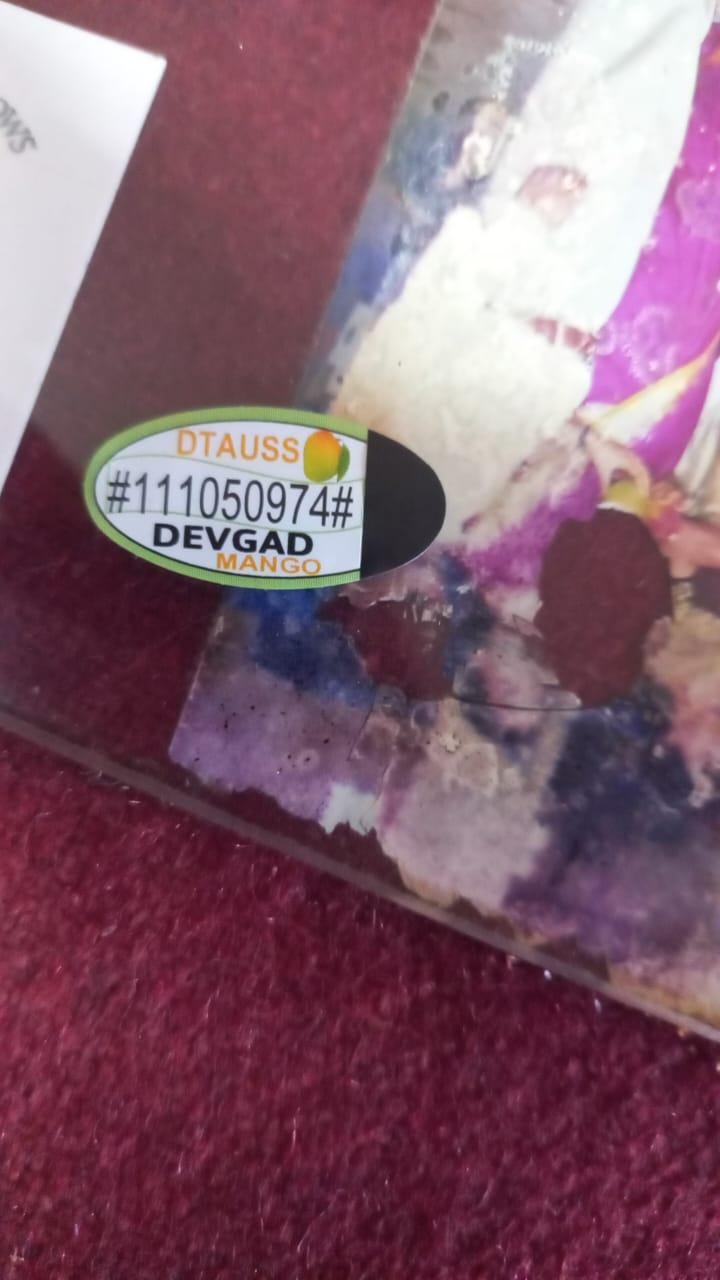 DTAUSS
#111050974#
DEVGAD
MANGO